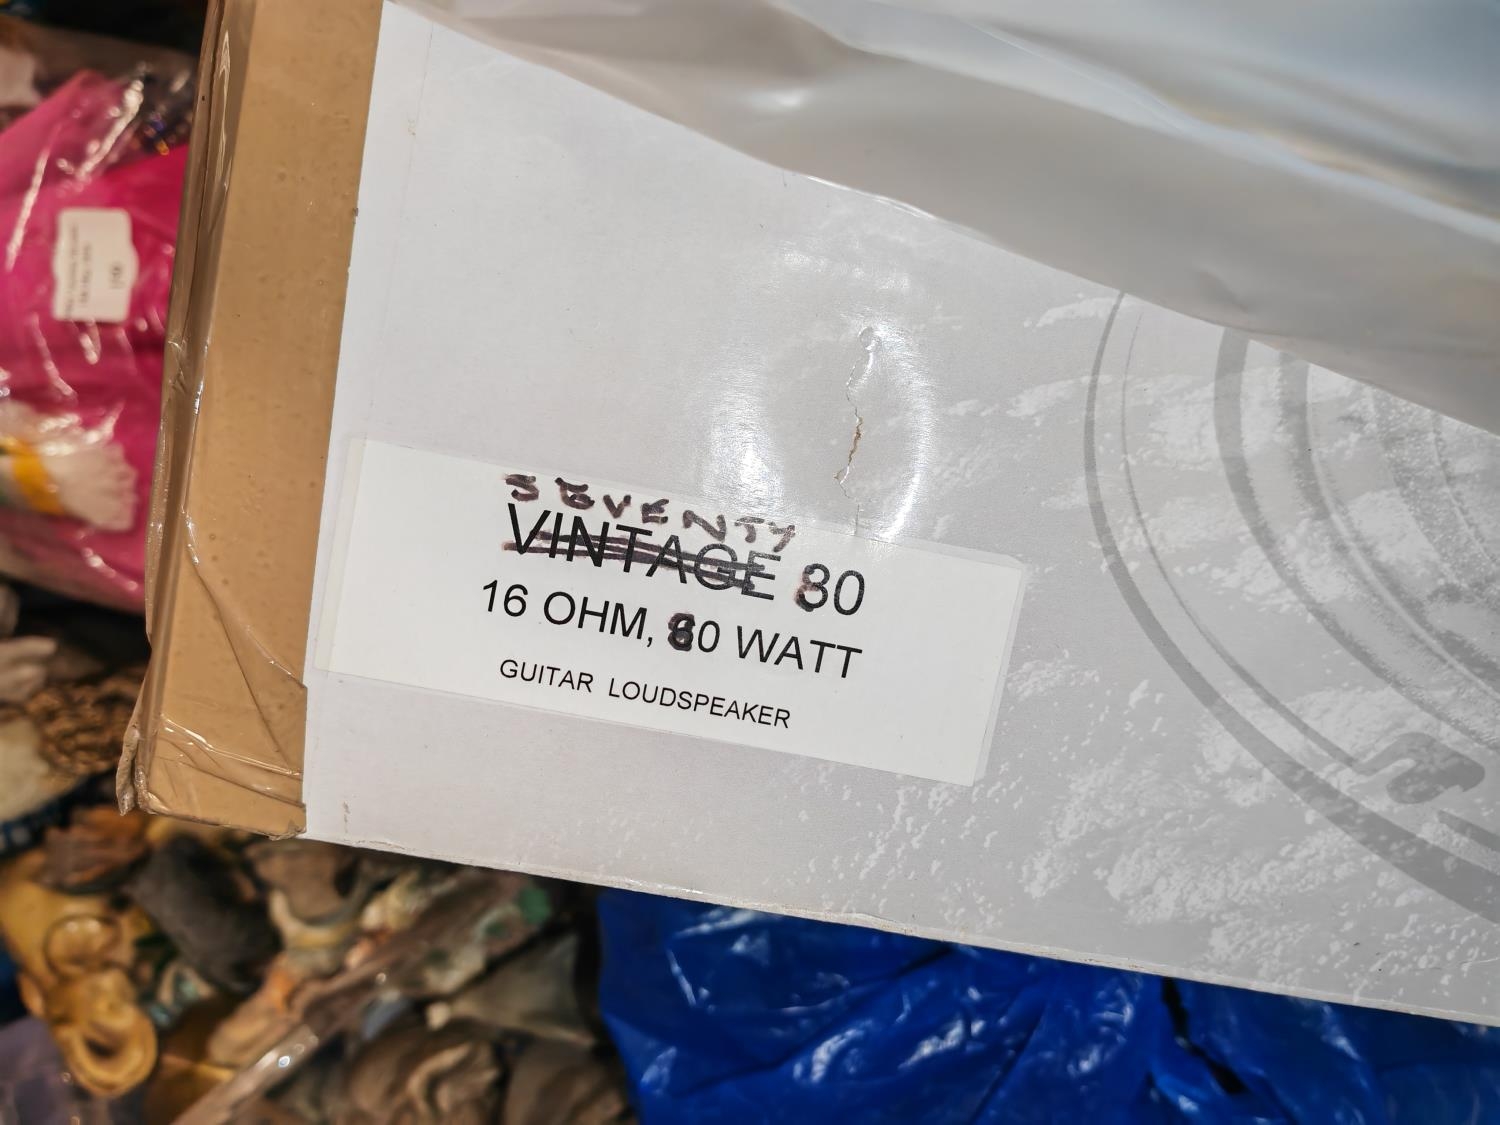 SEVENTY
VINTAGE 80
16 OHM, 80 WATT
GUITAR LOUDSPEAKER